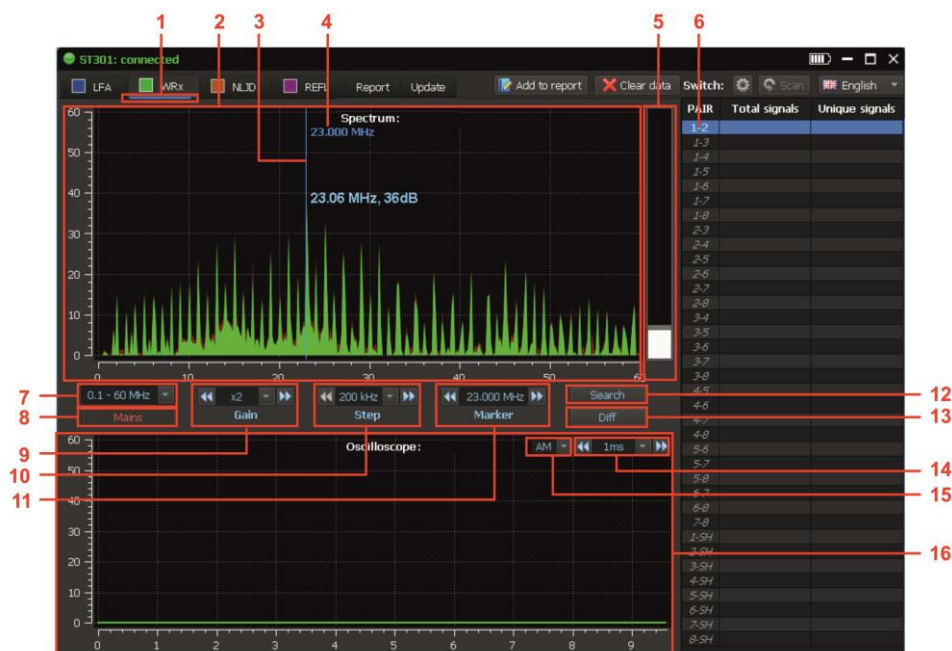 1 2 3 4 5 6
ST301: connected
LFA WRx NLJD REFL Report Update Add to report Clear data Switch: Scan English
Spectrum:
23.000 MHz
23.06 MHz, 36dB
60
50
40
30
20
10
0
0 10 20 30 40 50 60
PAIR Total signals Unique signals
1-2
1-3
1-4
1-5
1-6
1-7
1-8
2-3
2-4
2-5
2-6
2-7
2-8
3-4
3-5
3-6
3-7
3-8
4-5
4-6
4-7
4-8
5-6
5-7
5-8
6-7
6-8
7-8
1-SH
2-SH
3-SH
4-SH
5-SH
6-SH
7-SH
8-SH
7 0.1 - 60 MHz x2 200 kHz 23.000 MHz Search 12
8 Mains Gain Step Marker Diff 13
9
10
11
Oscilloscope: AM 1ms
14
15
16
60
50
40
30
20
10
0
0 1 2 3 4 5 6 7 8 9